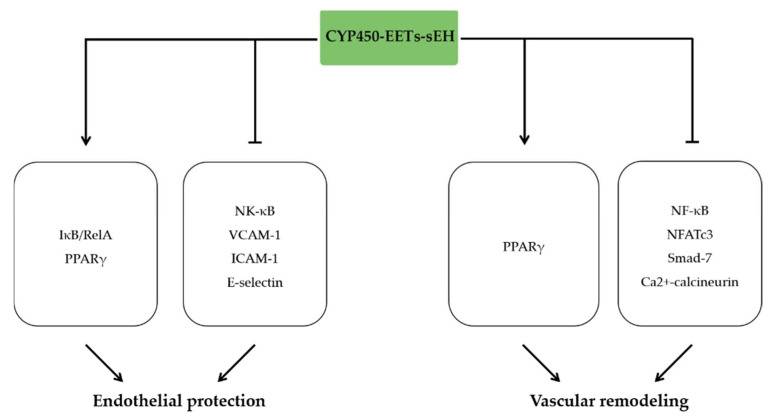 CYP450-EETs-sEH
IκB/RelA
PPARγ
NK-κB
VCAM-1
ICAM-1
E-selectin
PPARγ
NF-κB
NFATc3
Smad-7
Ca2+-calcineurin
Endothelial protection
Vascular remodeling